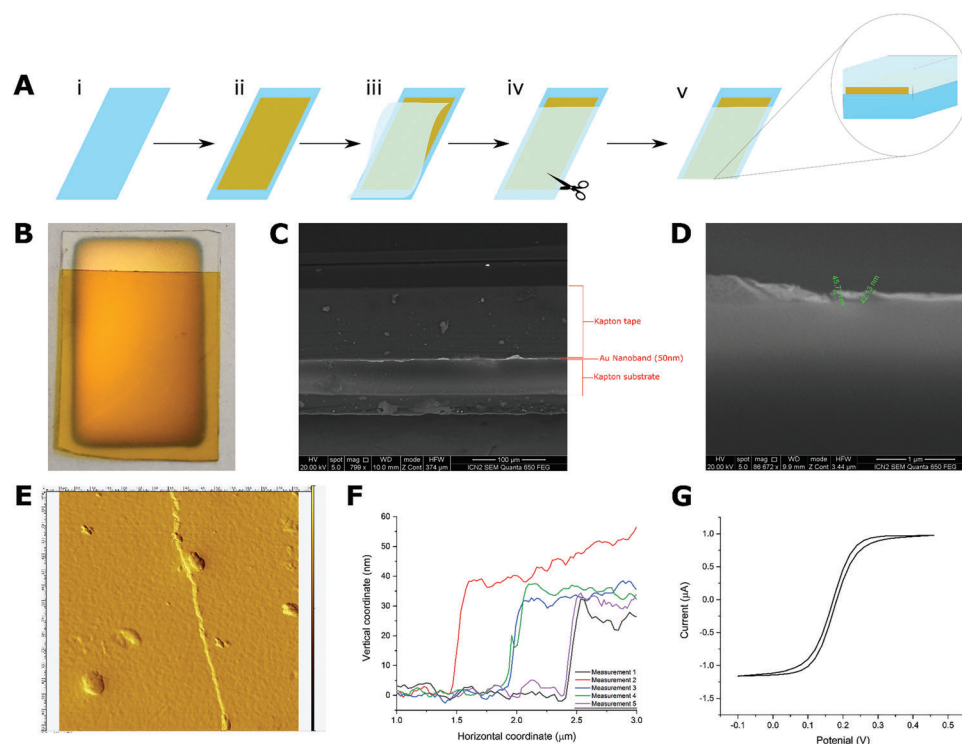 A
i
ii
iii
iv
v
B
C
Kapton tape
Au Nanoband (50nm)
Kapton substrate
HV spot mag WD mode HFW 100 µm
20.00 kV 5.0 799 x 10.0 mm Z Cont 374 µm ICN2 SEM Quanta 650 FEG
D
HV spot mag WD mode HFW 1 µm
20.00 kV 5.0 86 672 x 9.9 mm Z Cont 3.44 µm ICN2 SEM Quanta 650 FEG
E
F
60
50
40
30
20
10
0
Vertical coordinate (nm)
Measurement 1
Measurement 2
Measurement 3
Measurement 4
Measurement 5
1.0 1.5 2.0 2.5 3.0
Horizontal coordinate (µm)
G
1.0
0.5
0.0
-0.5
-1.0
-1.5
Current (µA)
-0.1 0.0 0.1 0.2 0.3 0.4 0.5
Potenial (V)